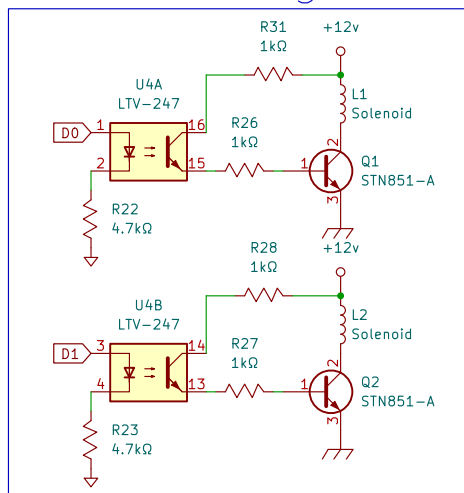 R31
1kΩ
+12v
U4A
LTV-247
L1
Solenoid
1
16
D0
R26
1kΩ
2
15
1
2
Q1
STN851-A
3
R22
4.7kΩ
R28
1kΩ
+12v
U4B
LTV-247
L2
Solenoid
3
14
D1
R27
1kΩ
4
13
1
2
Q2
STN851-A
3
R23
4.7kΩ